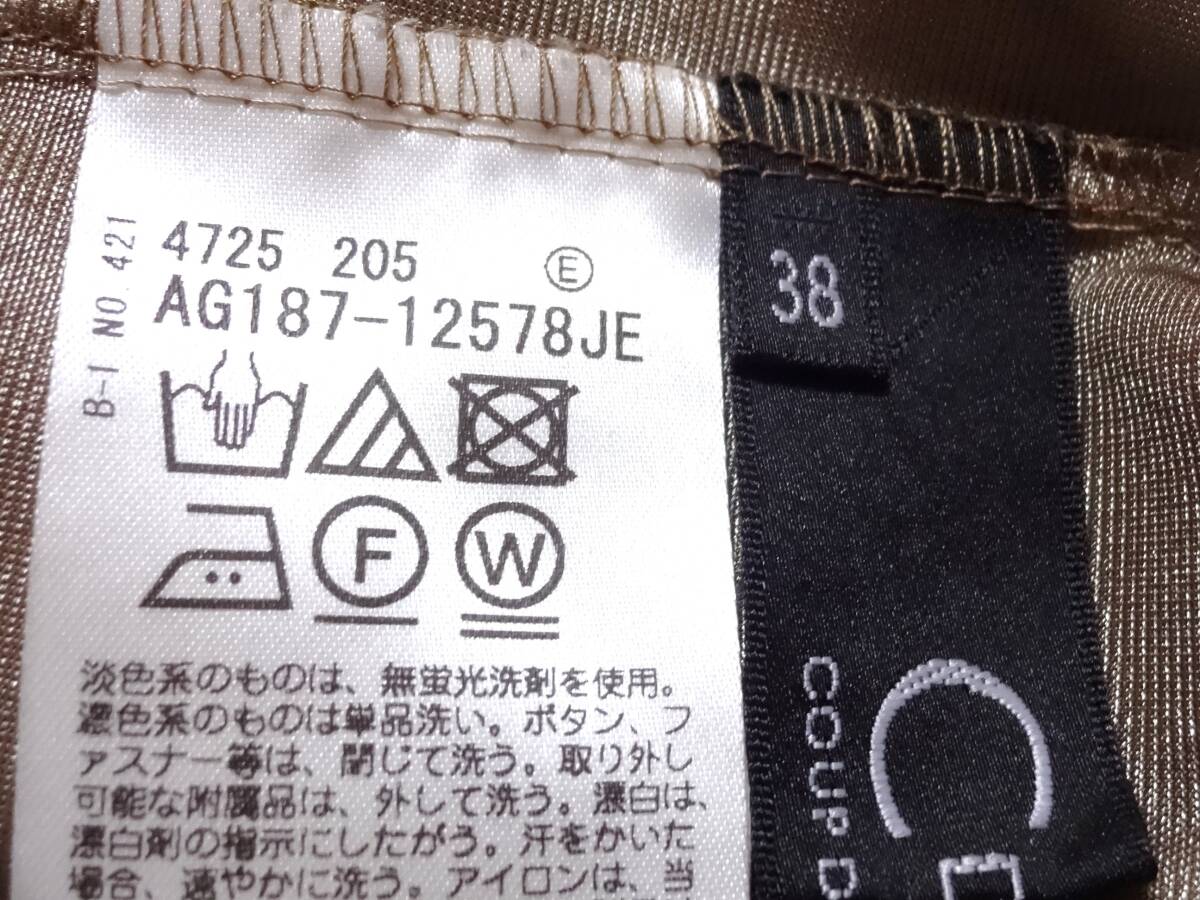 B-1 NO.421
4725 205 Ⓔ
AG187-12578JE
F W
淡色系のものは、無蛍光洗剤を使用。
濃色系のものは単品洗い。ボタン、フ
ァスナー等は、閉じて洗う。取り外し
可能な附属品は、外して洗う。漂白は、
漂白剤の指示にしたがう。汗をかいた
場合、速やかに洗う。アイロンは、当
38
COUP D